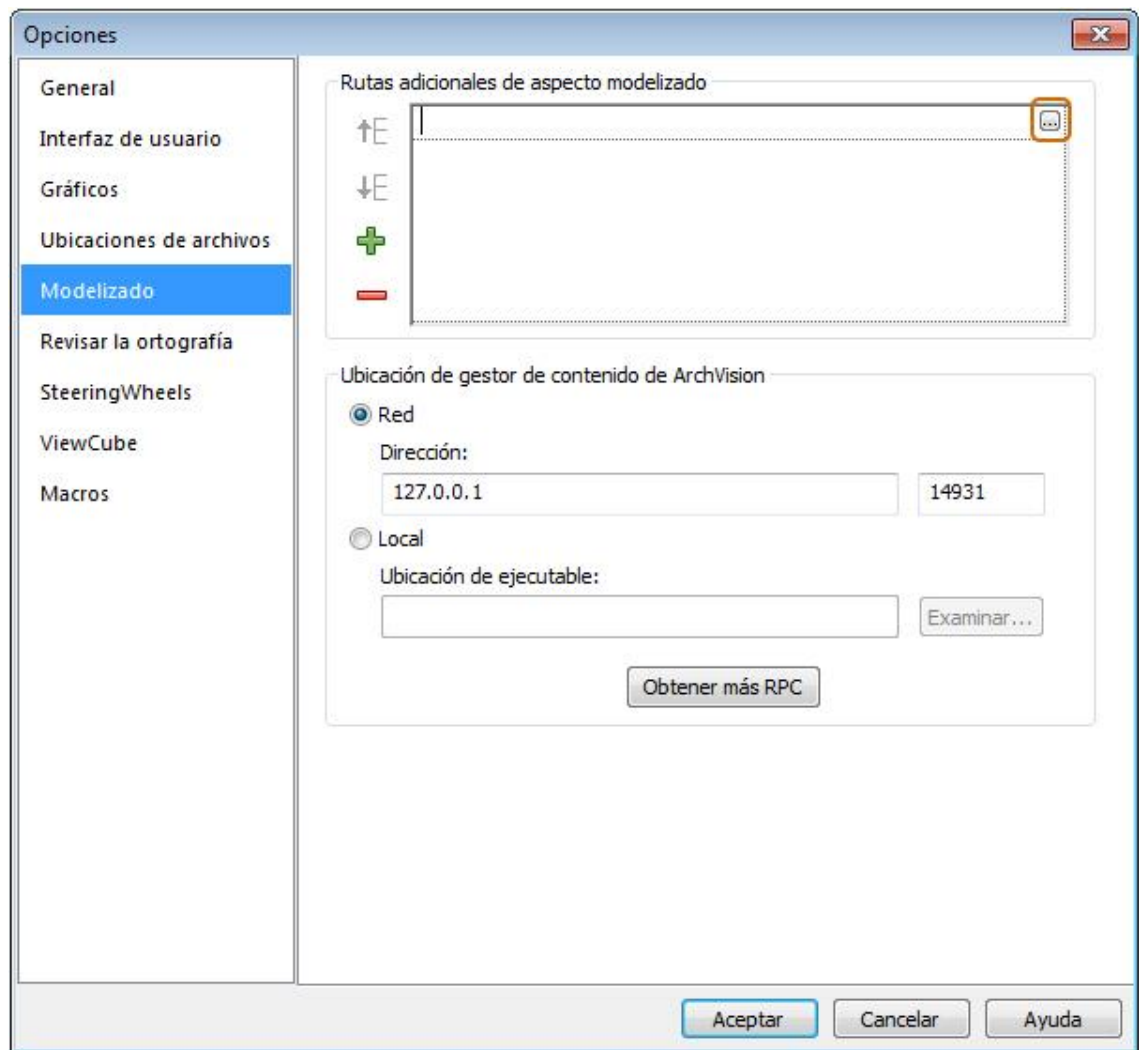 Opciones
General
Interfaz de usuario
Gráficos
Ubicaciones de archivos
Modelizado
Revisar la ortografía
SteeringWheels
ViewCube
Macros
Rutas adicionales de aspecto modelizado
↑E
...
↓E
Ubicación de gestor de contenido de ArchVision
Red
Dirección:
127.0.0.1 14931
Local
Ubicación de ejecutable:
Examinar...
Obtener más RPC
Aceptar Cancelar Ayuda